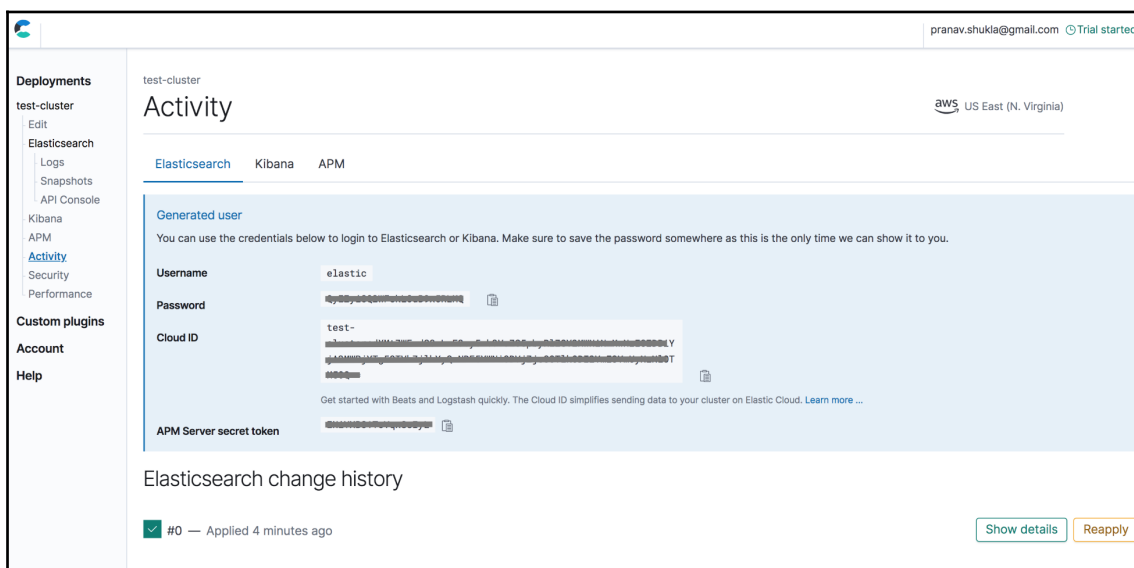 pranav.shukla@gmail.com Trial started
Deployments
test-cluster
Edit
Elasticsearch
Logs
Snapshots
API Console
Kibana
APM
Activity
Security
Performance
Custom plugins
Account
Help
test-cluster
Activity
aws US East (N. Virginia)
Elasticsearch Kibana APM
Generated user
You can use the credentials below to login to Elasticsearch or Kibana. Make sure to save the password somewhere as this is the only time we can show it to you.
Username elastic
Password
Cloud ID test-
Get started with Beats and Logstash quickly. The Cloud ID simplifies sending data to your cluster on Elastic Cloud. Learn more ...
APM Server secret token
Elasticsearch change history
#0 — Applied 4 minutes ago Show details Reapply